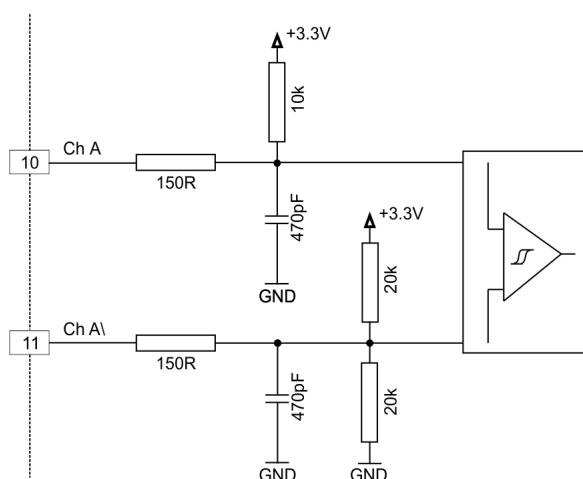 +3.3V
10k
10
Ch A
150R
470pF
+3.3V
GND
20k
11
Ch A\
150R
470pF
20k
GND
GND